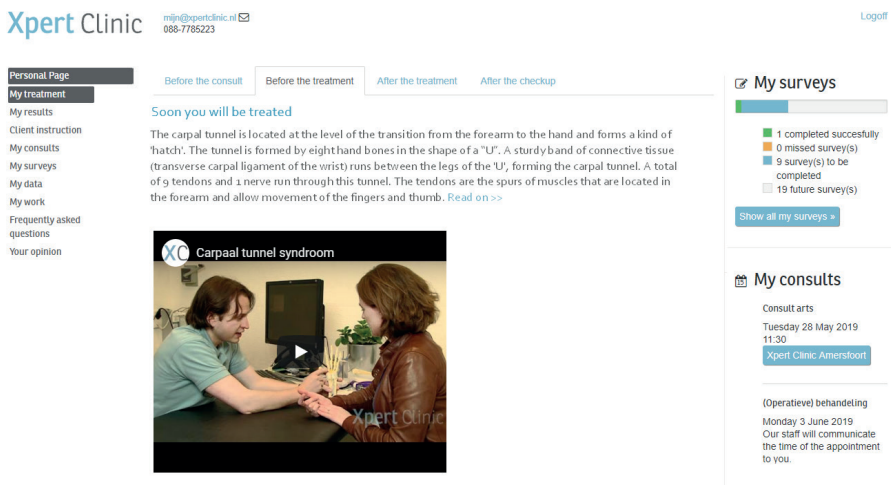 Xpert Clinic
mijn@xpertclinic.nl
088-7785223
Logoff
Personal Page
My treatment
My results
Client instruction
My consults
My surveys
My data
My work
Frequently asked
questions
Your opinion
Before the consult
Before the treatment
After the treatment
After the checkup
Soon you will be treated
The carpal tunnel is located at the level of the transition from the forearm to the hand and forms a kind of
'hatch'. The tunnel is formed by eight hand bones in the shape of a "U". A sturdy band of connective tissue
(transverse carpal ligament of the wrist) runs between the legs of the 'U', forming the carpal tunnel. A total
of 9 tendons and 1 nerve run through this tunnel. The tendons are the spurs of muscles that are located in
the forearm and allow movement of the fingers and thumb. Read on >>
XC
Carpaal tunnel syndroom
Xpert Clinic
My surveys
1 completed succesfully
0 missed survey(s)
9 survey(s) to be
completed
19 future survey(s)
Show all my surveys »
15
My consults
Consult arts
Tuesday 28 May 2019
11:30
Xpert Clinic Amersfoort
(Operatieve) behandeling
Monday 3 June 2019
Our staff will communicate
the time of the appointment
to you.